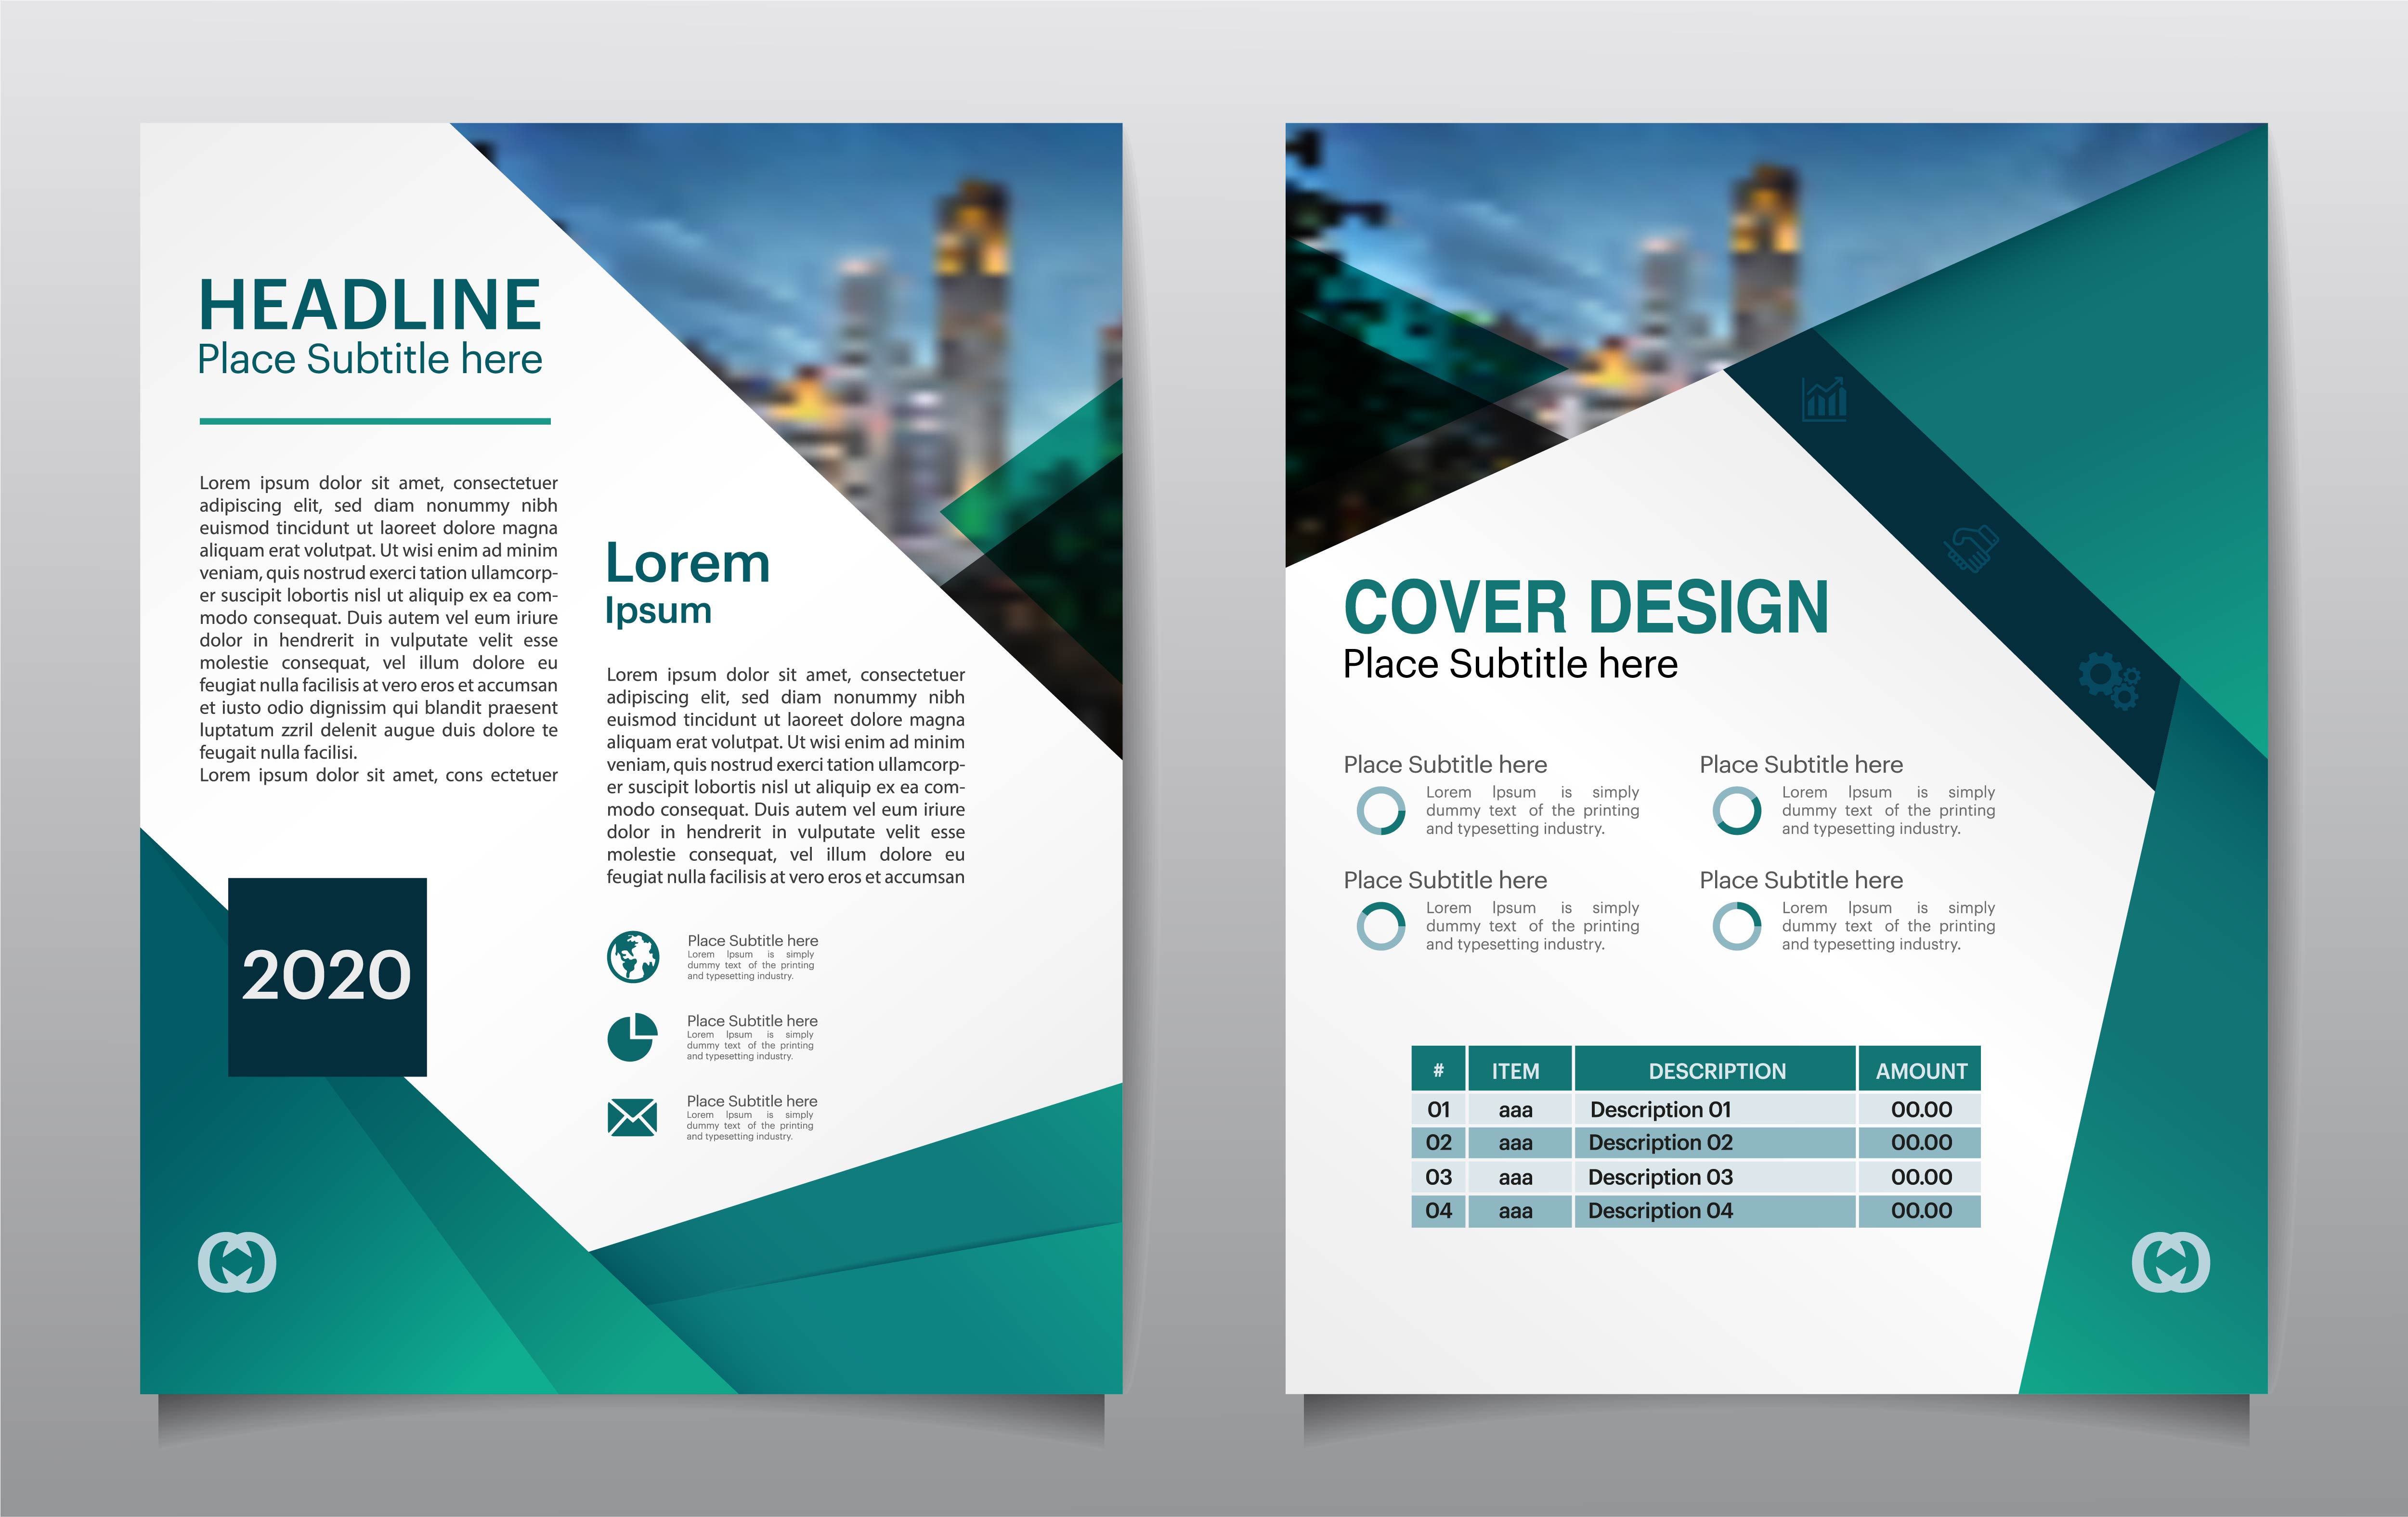 HEADLINE
Place Subtitle here
Lorem ipsum dolor sit amet, consectetuer
adipiscing elit, sed diam nonummy nibh
euismod tincidunt ut laoreet dolore magna
aliquam erat volutpat. Ut wisi enim ad minim
veniam, quis nostrud exerci tation ullamcorp-
er suscipit lobortis nisl ut aliquip ex ea com-
modo consequat. Duis autem vel eum iriure
dolor in hendrerit in vulputate velit esse
molestie consequat, vel illum dolore eu
feugiat nulla facilisis at vero eros et accumsan
et iusto odio dignissim qui blandit praesent
luptatum zzril delenit augue duis dolore te
feugait nulla facilisi.
Lorem ipsum dolor sit amet, cons ectetuer
2020
Lorem
Ipsum
Lorem ipsum dolor sit amet, consectetuer
adipiscing elit, sed diam nonummy nibh
euismod tincidunt ut laoreet dolore magna
aliquam erat volutpat. Ut wisi enim ad minim
veniam, quis nostrud exerci tation ullamcorp-
er suscipit lobortis nisl ut aliquip ex ea com-
modo consequat. Duis autem vel eum iriure
dolor in hendrerit in vulputate velit esse
molestie consequat, vel illum dolore eu
feugiat nulla facilisis at vero eros et accumsan
Place Subtitle here
Lorem Ipsum is simply
dummy text of the printing
and typesetting industry.
Place Subtitle here
Lorem Ipsum is simply
dummy text of the printing
and typesetting industry.
Place Subtitle here
Lorem Ipsum is simply
dummy text of the printing
and typesetting industry.
COVER DESIGN
Place Subtitle here
Place Subtitle here
Lorem Ipsum is simply
dummy text of the printing
and typesetting industry.
Place Subtitle here
Lorem Ipsum is simply
dummy text of the printing
and typesetting industry.
Place Subtitle here
Lorem Ipsum is simply
dummy text of the printing
and typesetting industry.
Place Subtitle here
Lorem Ipsum is simply
dummy text of the printing
and typesetting industry.
# ITEM DESCRIPTION AMOUNT
01 aaa Description 01 00.00
02 aaa Description 02 00.00
03 aaa Description 03 00.00
04 aaa Description 04 00.00